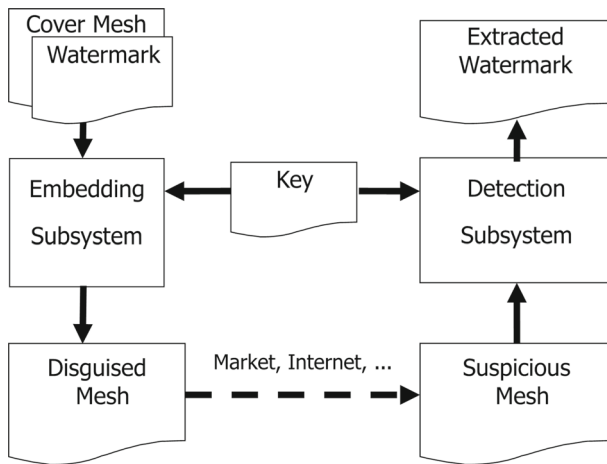 Cover Mesh
Watermark
Extracted
Watermark
Embedding
Subsystem
Key
Detection
Subsystem
Disguised
Mesh
Market, Internet, ...
Suspicious
Mesh